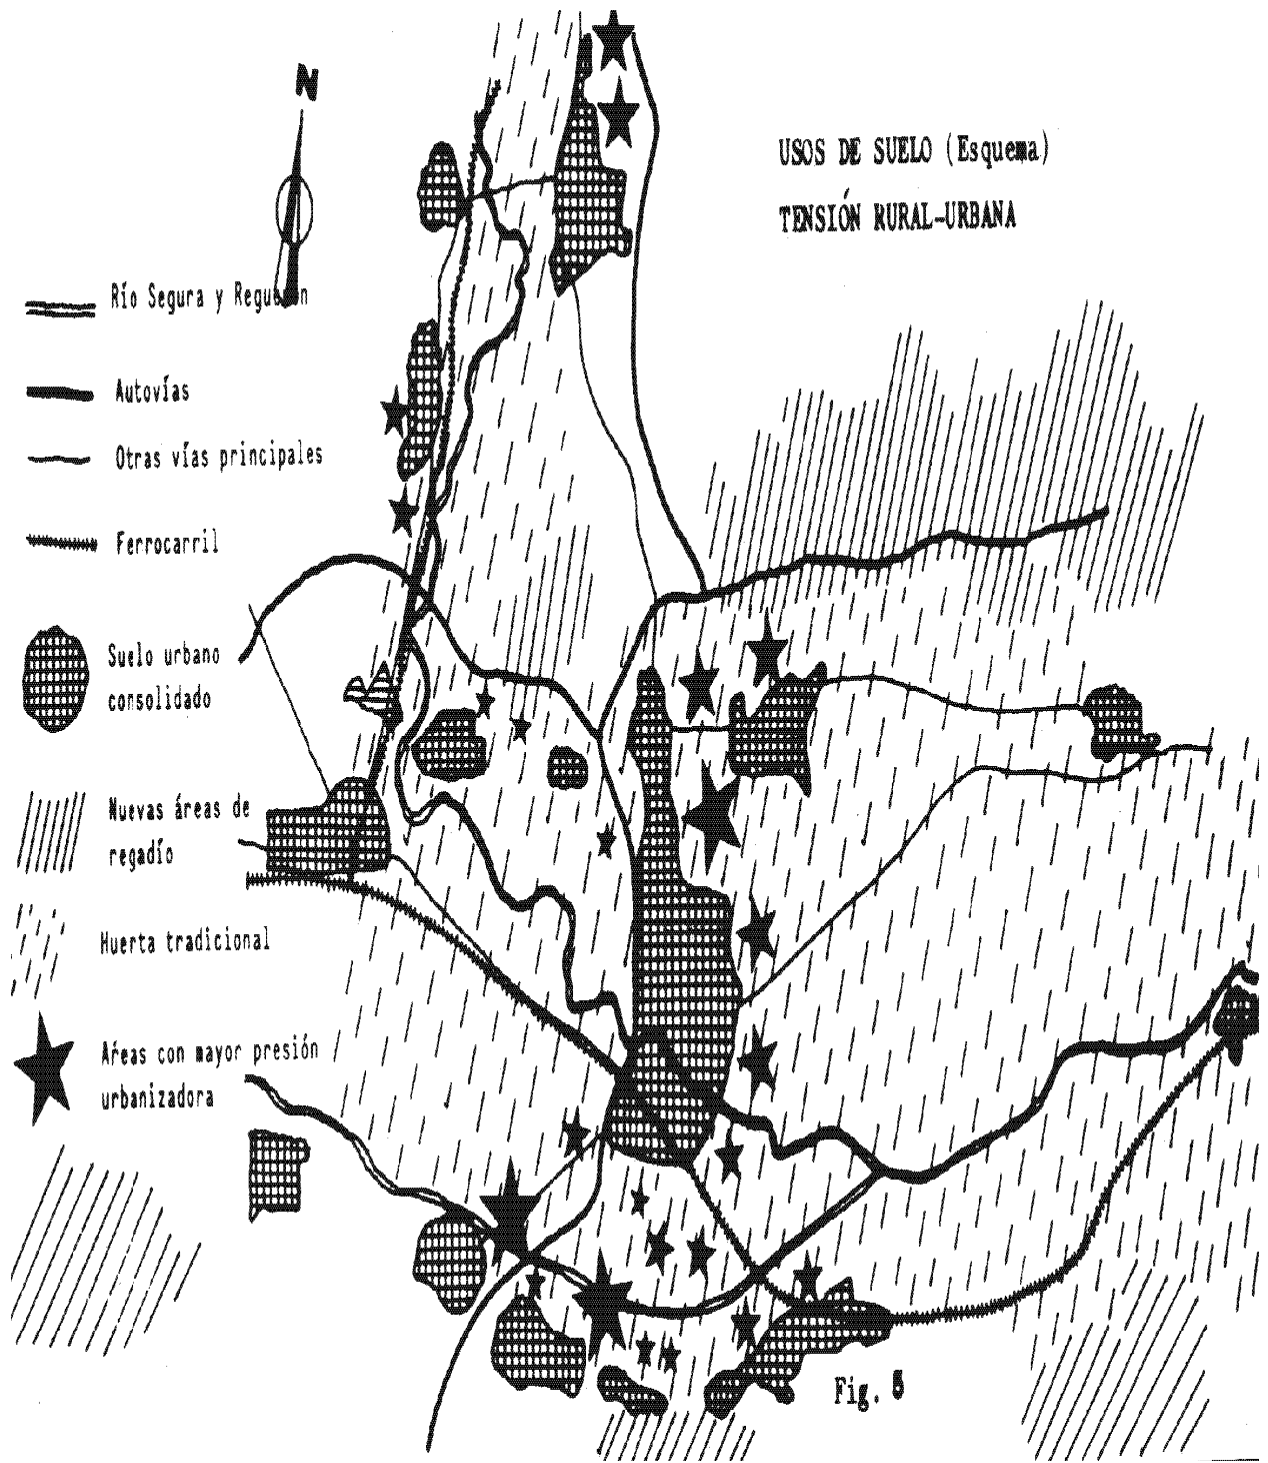 N
USOS DE SUELO (Esquema)
TENSIÓN RURAL-URBANA
Río Segura y Reguerón
Autovías
Otras vías principales
Ferrocarril
Suelo urbano
consolidado
Nuevas áreas de
regadío
Huerta tradicional
Aŕeas con mayor presión
urbanizadora
Fig. 5